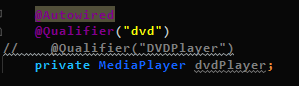 @Autowired
@Qualifier("dvd")
//     @Qualifier("DVDPlayer")
private MediaPlayer dvdPlayer;